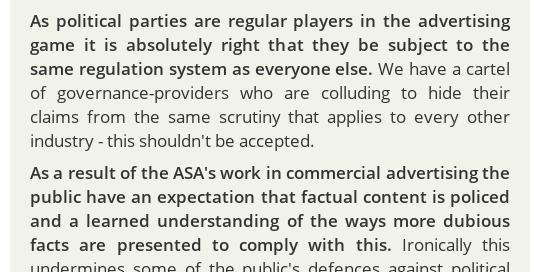 As political parties are regular players in the advertising
game it is absolutely right that they be subject to the
same regulation system as everyone else. We have a cartel
of governance-providers who are colluding to hide their
claims from the same scrutiny that applies to every other
industry - this shouldn't be accepted.
As a result of the ASA's work in commercial advertising the
public have an expectation that factual content is policed
and a learned understanding of the ways more dubious
facts are presented to comply with this. Ironically this
undermines some of the public's defences against political